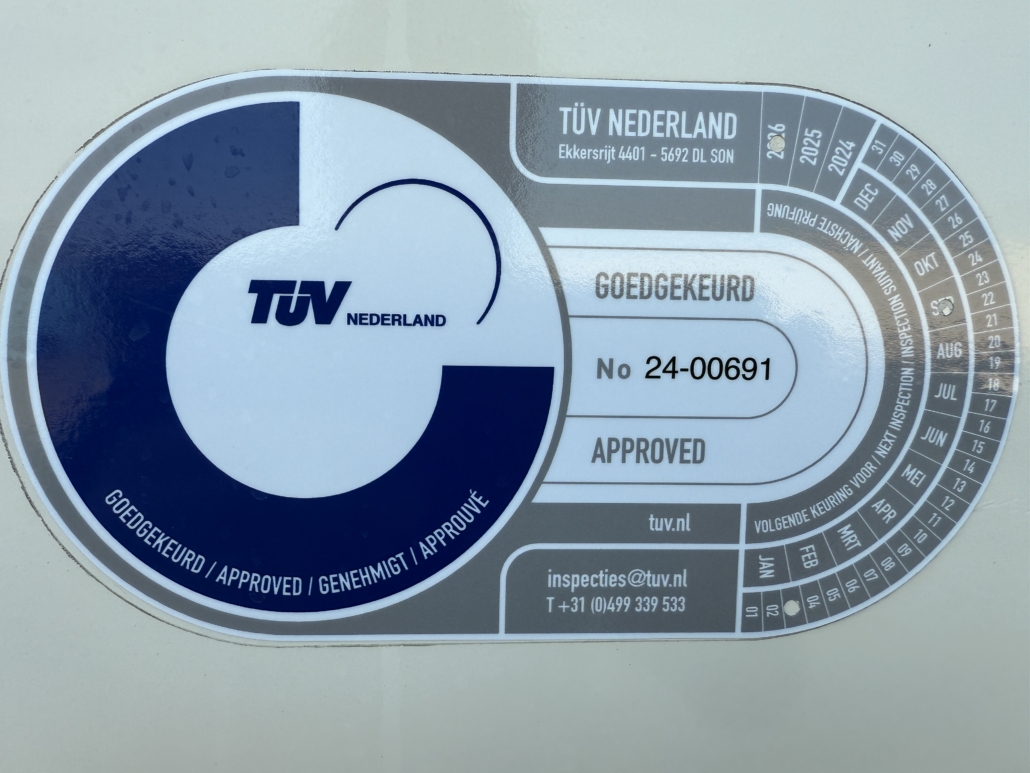 TÜV NEDERLAND
GOEDGEKEURD / APPROVED / GENEHMIGT / APPROUVÉ
TÜV NEDERLAND
Ekkersrijt 4401 - 5692 DL SON
GOEDGEKEURD
No 24-00691
APPROVED
tuv.nl
inspecties@tuv.nl
T +31 (0)499 339 533
VOLGENDE KEURING VOOR / NEXT INSPECTION / INSPECTION SUIVANT / NÄCHSTE PRÜFUNG
2025 2024
JAN FEB MRT APR MEI JUN JUL AUG OKT NOV DEC
01 02 04 05 06 07 08 09 10 11 12 13 14 15 16 17 18 19 20 21 22 23 24 25 26 27 28 29 30 31